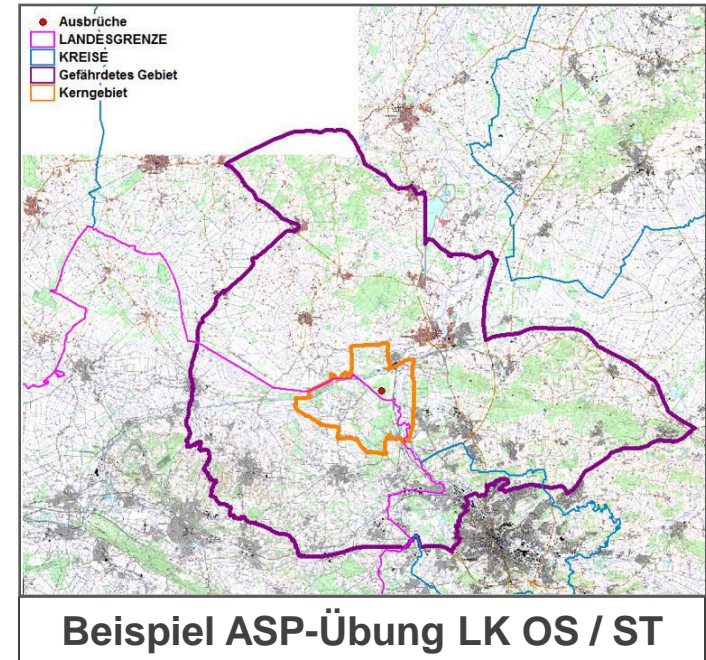 Ausbrüche
LANDESGRENZE
KREISE
Gefährdetes Gebiet
Kerngebiet
Beispiel ASP-Übung LK OS / ST